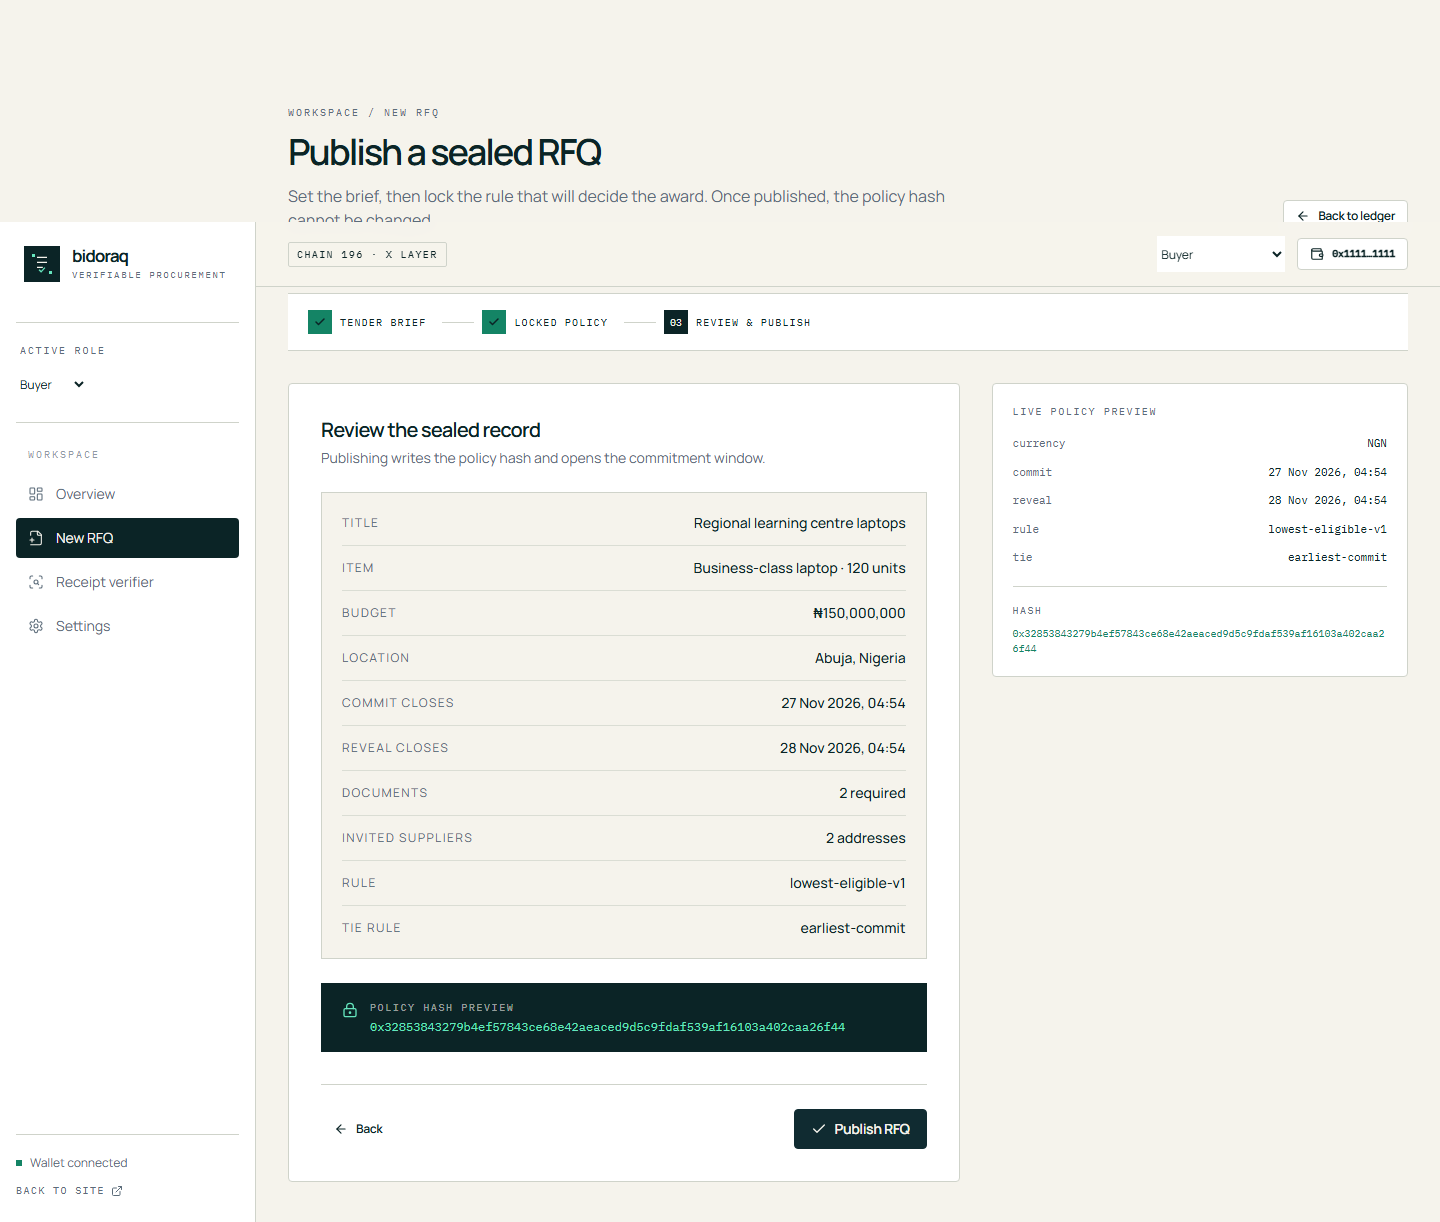 WORKSPACE / NEW RFQ
Publish a sealed RFQ
Set the brief, then lock the rule that will decide the award. Once published, the policy hash
cannot be changed.
Back to ledger
bidoraq
VERIFIABLE PROCUREMENT
CHAIN 196 · X LAYER
Buyer
0x1111…1111
ACTIVE ROLE
Buyer
WORKSPACE
Overview
New RFQ
Receipt verifier
Settings
Wallet connected
BACK TO SITE
TENDER BRIEF
LOCKED POLICY
03 REVIEW & PUBLISH
Review the sealed record
Publishing writes the policy hash and opens the commitment window.
TITLE Regional learning centre laptops
ITEM Business-class laptop · 120 units
BUDGET ₦150,000,000
LOCATION Abuja, Nigeria
COMMIT CLOSES 27 Nov 2026, 04:54
REVEAL CLOSES 28 Nov 2026, 04:54
DOCUMENTS 2 required
INVITED SUPPLIERS 2 addresses
RULE lowest-eligible-v1
TIE RULE earliest-commit
POLICY HASH PREVIEW
0x32853843279b4ef57843ce68e42aeaced9d5c9fdaf539af16103a402caa26f44
Back
Publish RFQ
LIVE POLICY PREVIEW
currency NGN
commit 27 Nov 2026, 04:54
reveal 28 Nov 2026, 04:54
rule lowest-eligible-v1
tie earliest-commit
HASH
0x32853843279b4ef57843ce68e42aeaced9d5c9fdaf539af16103a402caa2
6f44